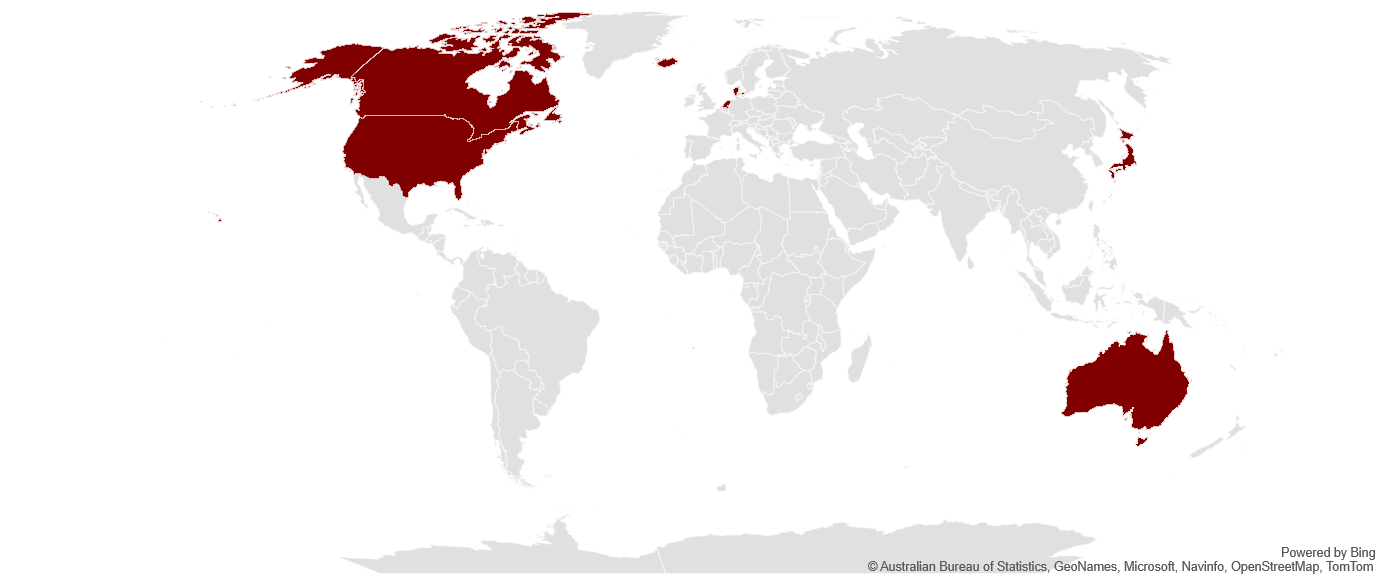 Powered by Bing
© Australian Bureau of Statistics, GeoNames, Microsoft, Navinfo, OpenStreetMap, TomTom